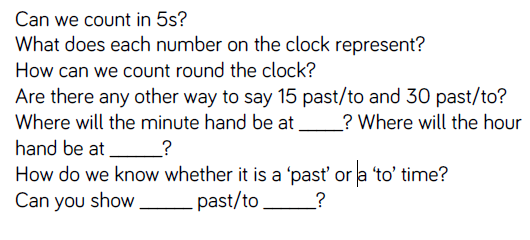 Can we count in 5s?
What does each number on the clock represent?
How can we count round the clock?
Are there any other way to say 15 past/to and 30 past/to?
Where will the minute hand be at _____? Where will the hour
hand be at ______?
How do we know whether it is a ‘past’ or a ‘to’ time?
Can you show ______ past/to ______?